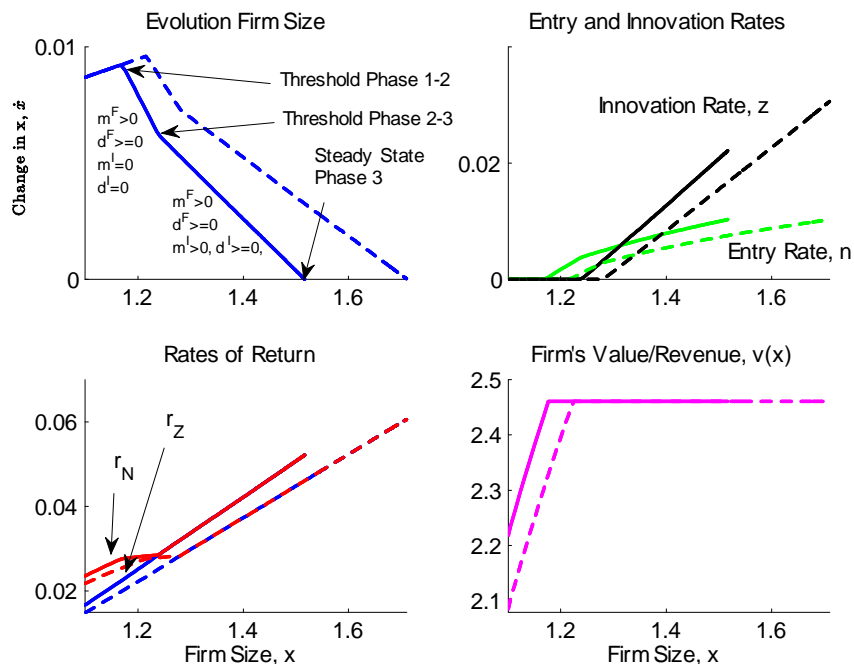 Evolution Firm Size
0.01
0
1.2 1.4 1.6
Change in x, ẋ
Threshold Phase 1-2
Threshold Phase 2-3
Steady State
Phase 3
m^F>0
d^F>=0
m^I=0
d^I=0
m^F>0
d^F>=0
m^I>0, d^I>=0,
Entry and Innovation Rates
0.02
0
1.2 1.4 1.6
Innovation Rate, z
Entry Rate, n
Rates of Return
0.06
0.04
0.02
1.2 1.4 1.6
r_N
r_Z
Firm Size, x
Firm's Value/Revenue, v(x)
2.5
2.4
2.3
2.2
2.1
1.2 1.4 1.6
Firm Size, x